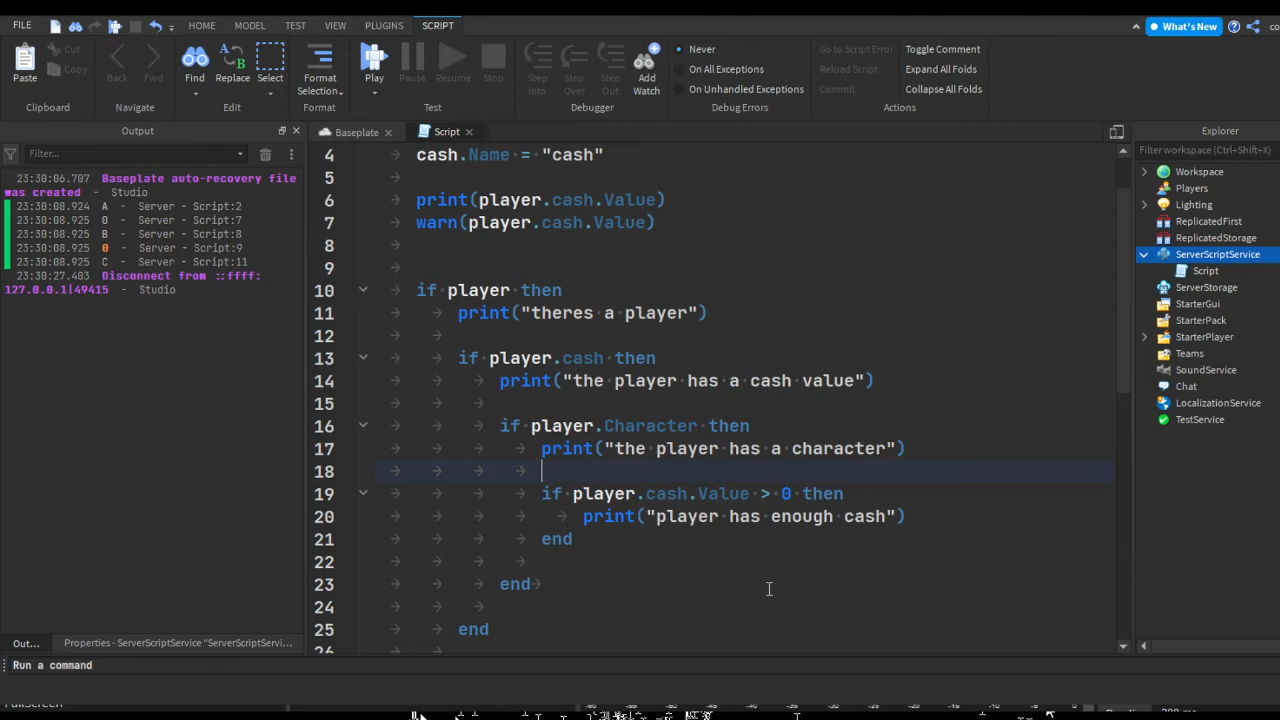 FILE HOME MODEL TEST VIEW PLUGINS SCRIPT What's New
Paste Cut Copy Back Fwd Find Replace Select Format Selection Play Pause Resume Stop Step Into Step Over Step Out Add Watch
Never Go to Script Error Toggle Comment
On All Exceptions Reload Script Expand All Folds
On Unhandled Exceptions Commit Collapse All Folds
Clipboard Navigate Edit Format Test Debugger Debug Errors Actions
Output
Filter...
23:30:06.707 Baseplate auto-recovery file
was created - Studio
23:30:08.924 A - Server - Script:2
23:30:08.925 0 - Server - Script:7
23:30:08.925 B - Server - Script:8
23:30:08.925 0 - Server - Script:9
23:30:08.925 C - Server - Script:11
23:30:27.403 Disconnect from ::ffff:
127.0.0.1|49415 - Studio
Out... Properties - ServerScriptService "ServerScriptServi...
Run a command
Baseplate Script
4 cash.Name = "cash"
5
6 print(player.cash.Value)
7 warn(player.cash.Value)
8
9
10 if player then
11 print("theres a player")
12
13 if player.cash then
14 print("the player has a cash value")
15
16 if player.Character then
17 print("the player has a character")
18
19 if player.cash.Value > 0 then
20 print("player has enough cash")
21 end
22
23 end
24
25 end
Explorer
Filter workspace (Ctrl+Shift+X)
Workspace
Players
Lighting
ReplicatedFirst
ReplicatedStorage
ServerScriptService
Script
ServerStorage
StarterGui
StarterPack
StarterPlayer
Teams
SoundService
Chat
LocalizationService
TestService